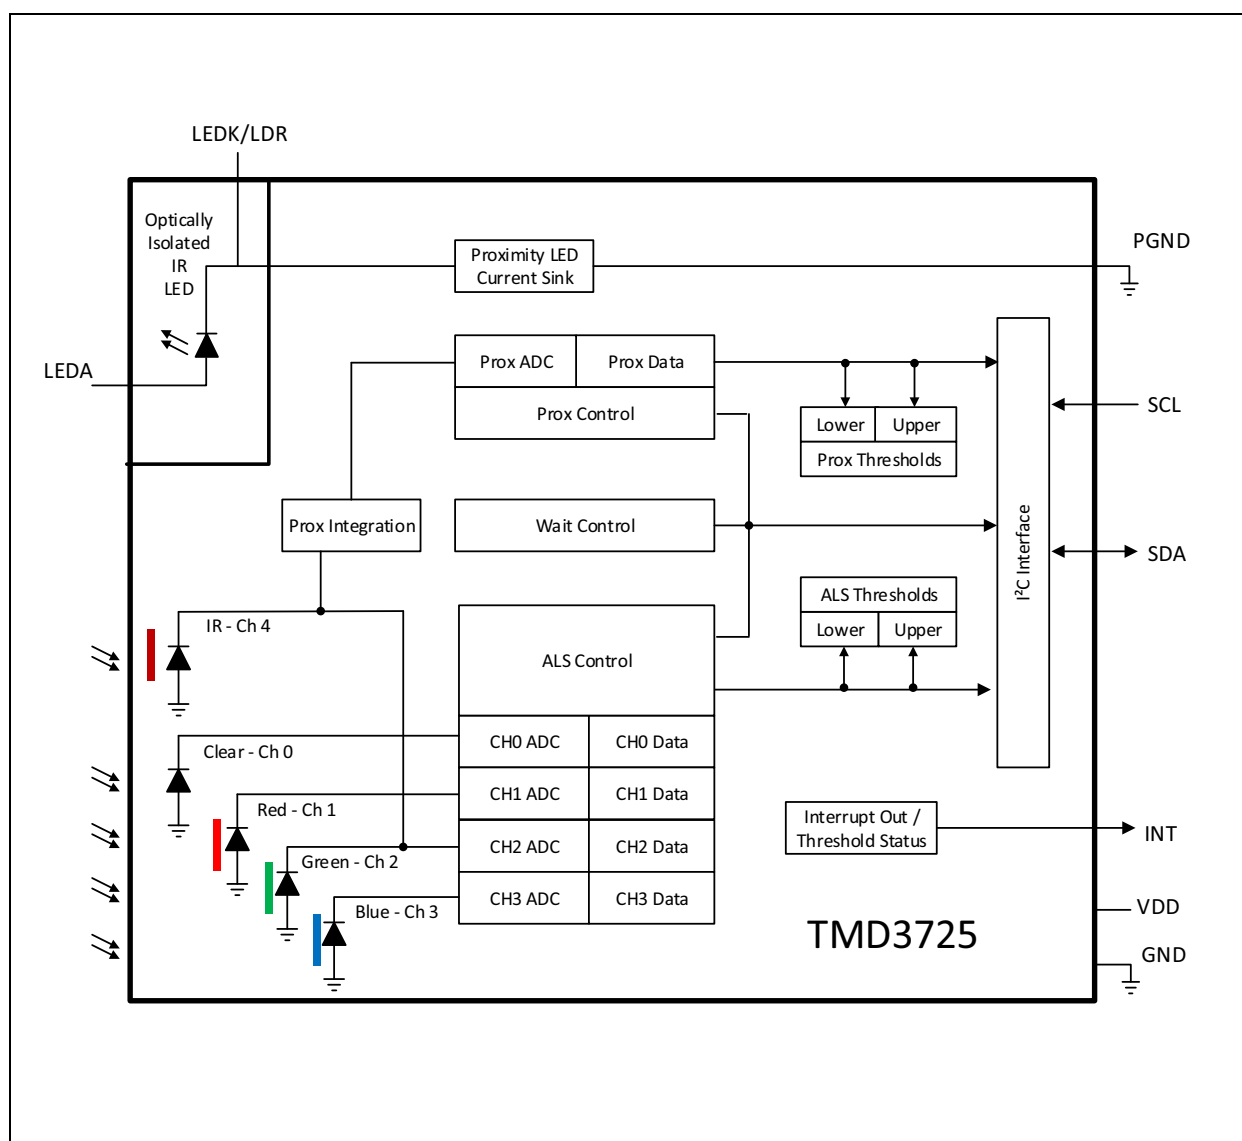 LEDK/LDR
Optically
Isolated
IR
LED
Proximity LED
Current Sink
PGND
LEDA
Prox ADC
Prox Data
Prox Control
Lower
Upper
Prox Thresholds
SCL
Prox Integration
Wait Control
I²C Interface
SDA
ALS Thresholds
Lower
Upper
IR - Ch 4
ALS Control
Clear - Ch 0
CH0 ADC
CH0 Data
Red - Ch 1
CH1 ADC
CH1 Data
Interrupt Out /
Threshold Status
INT
Green - Ch 2
CH2 ADC
CH2 Data
Blue - Ch 3
CH3 ADC
CH3 Data
VDD
TMD3725
GND